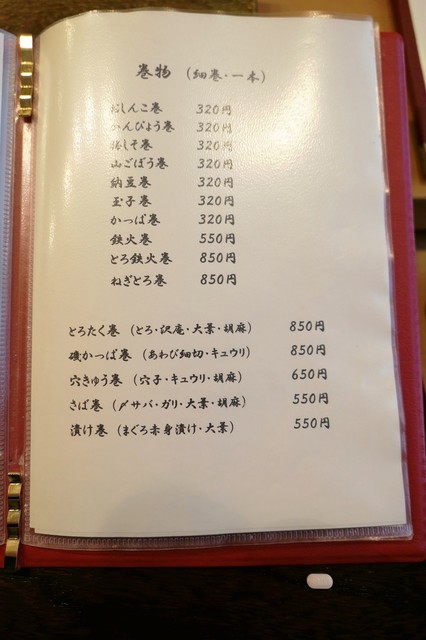 巻物 (細巻・一本)
しんこ巻 320円
かんぴょう巻 320円
梅しそ巻 320円
山ごぼう巻 320円
納豆巻 320円
玉子巻 320円
かっぱ巻 320円
鉄火巻 550円
とろ鉄火巻 850円
ねぎとろ巻 850円
とろたく巻 (とろ・沢庵・大葉・胡麻) 850円
磯かっぱ巻 (あわび細切・キュウリ) 850円
穴きゅう巻 (穴子・キュウリ・胡麻) 650円
さば巻 (〆サバ・ガリ・大葉・胡麻) 550円
漬け巻 (まぐろ赤身漬け・大葉) 550円